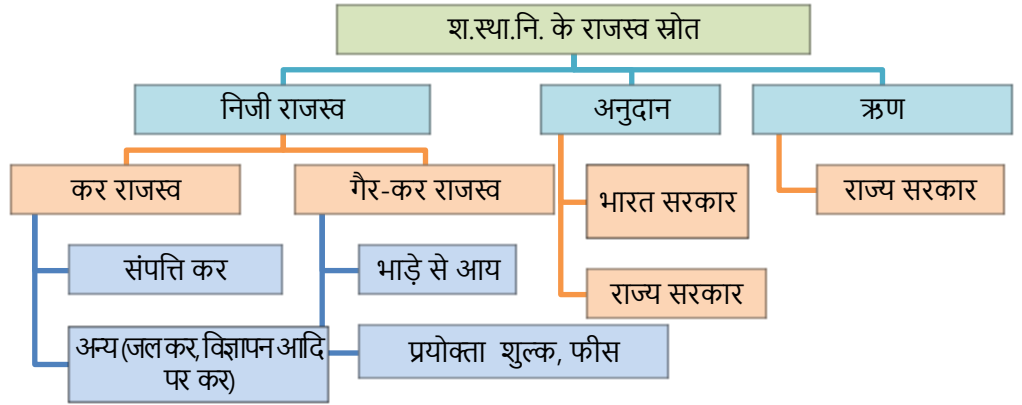 श.स्था.नि. के राजस्व स्रोत
निजी राजस्व
अनुदान
ऋण
कर राजस्व
गैर-कर राजस्व
भारत सरकार
राज्य सरकार
संपत्ति कर
भाड़े से आय
राज्य सरकार
अन्य (जल कर, विज्ञापन आदि
पर कर)
प्रयोक्ता शुल्क, फीस